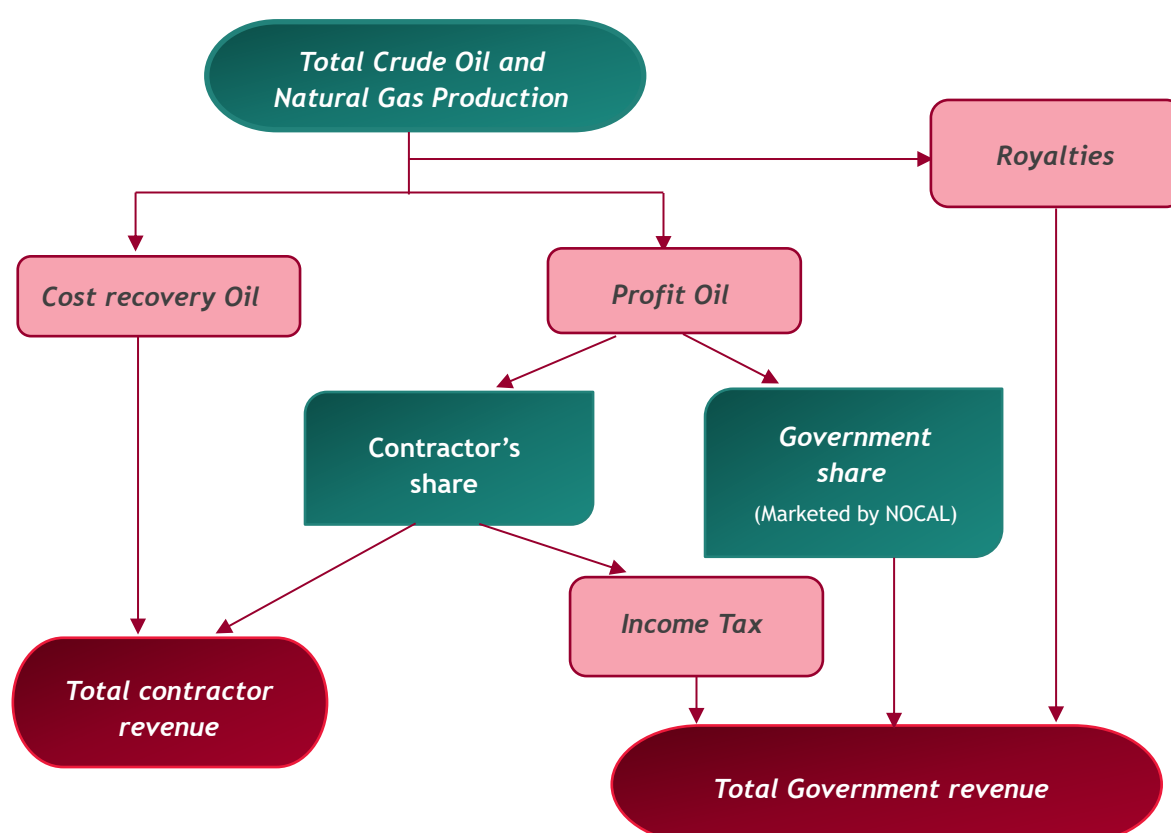 Total Crude Oil and
Natural Gas Production
Royalties
Cost recovery Oil
Profit Oil
Contractor’s
share
Government
share
(Marketed by NOCAL)
Income Tax
Total contractor
revenue
Total Government revenue